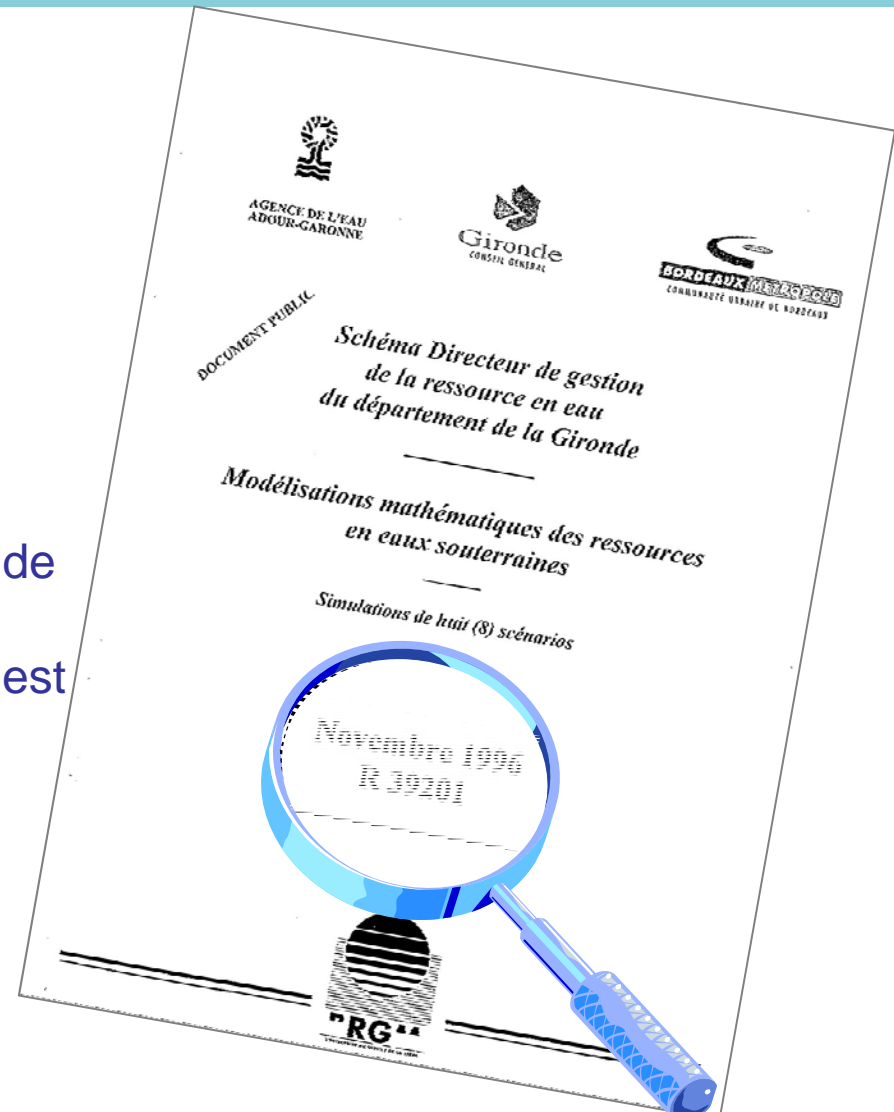 AGENCE DE L'EAU
ADOUR-GARONNE
Gironde
CONSEIL GENERAL
BORDEAUX METROPOLE
COMMUNAUTÉ URBAINE DE BORDEAUX
DOCUMENT PUBLIC
Schéma Directeur de gestion
de la ressource en eau
du département de la Gironde
Modélisations mathématiques des ressources
en eaux souterraines
Simulations de huit (8) scénarios
de
est
Novembre 1996
R 39201
RG